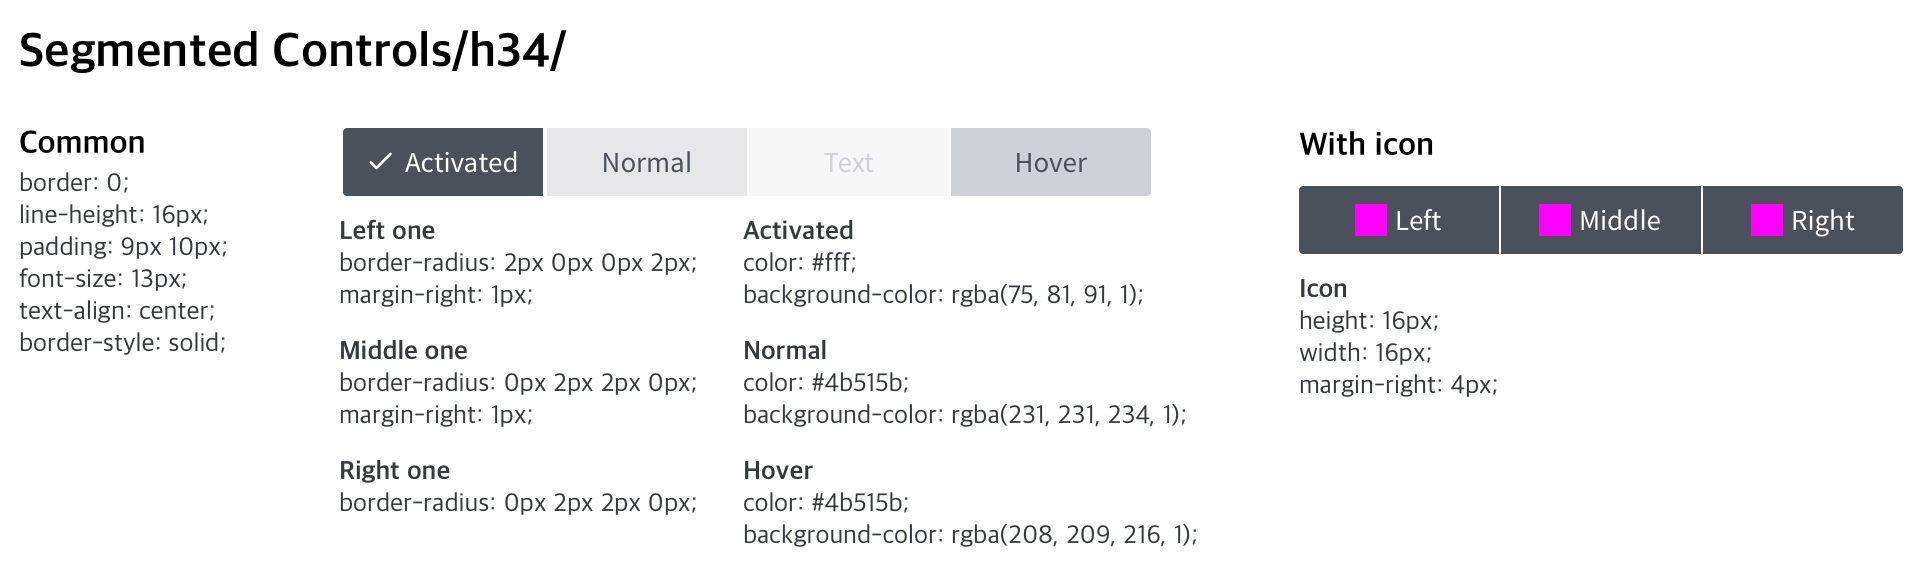 Segmented Controls/h34/
Common
border: 0;
line-height: 16px;
padding: 9px 10px;
font-size: 13px;
text-align: center;
border-style: solid;
Activated
Normal
Text
Hover
Left one
border-radius: 2px 0px 0px 2px;
margin-right: 1px;
Middle one
border-radius: 0px 2px 2px 0px;
margin-right: 1px;
Right one
border-radius: 0px 2px 2px 0px;
Activated
color: #fff;
background-color: rgba(75, 81, 91, 1);
Normal
color: #4b515b;
background-color: rgba(231, 231, 234, 1);
Hover
color: #4b515b;
background-color: rgba(208, 209, 216, 1);
With icon
Left
Middle
Right
Icon
height: 16px;
width: 16px;
margin-right: 4px;